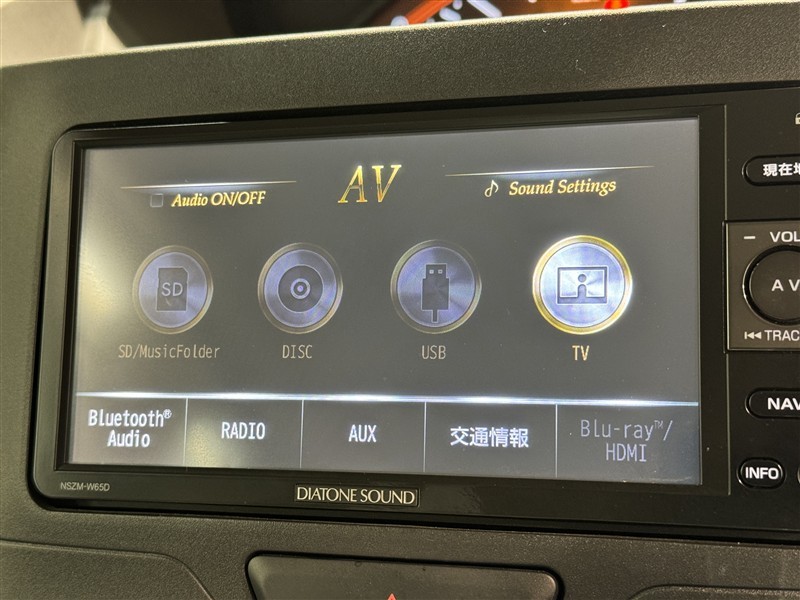 AV
Audio ON/OFF
Sound Settings
SD
SD/MusicFolder
DISC
USB
TV
Bluetooth®
Audio
RADIO
AUX
交通情報
Blu-ray™/
HDMI
NSZM-W65D
DIATONE SOUND
現在地
− VOL
AV
TRAC
NAV
INFO